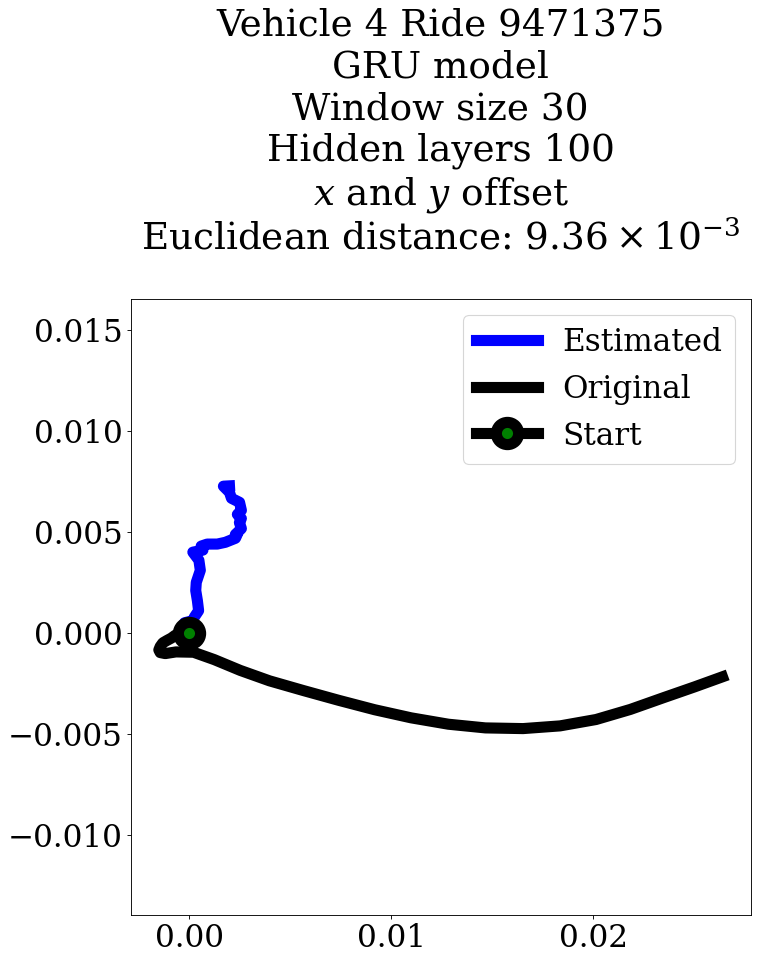 Vehicle 4 Ride 9471375
GRU model
Window size 30
Hidden layers 100
x and y offset
Euclidean distance: 9.36 × 10⁻³
Estimated
Original
Start
0.015
0.010
0.005
0.000
−0.005
−0.010
0.00 0.01 0.02